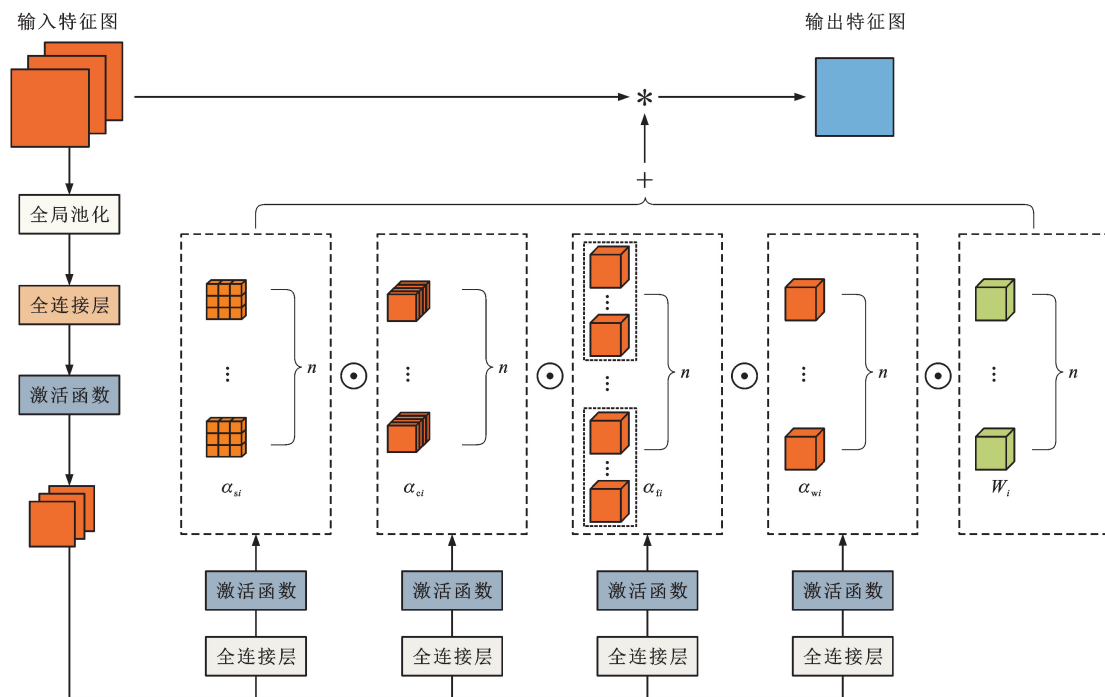 输入特征图
输出特征图
*
+
全局池化
全连接层
激活函数
n
n
n
n
n
α_si
α_ci
α_fi
α_wi
W_i
激活函数
激活函数
激活函数
激活函数
全连接层
全连接层
全连接层
全连接层